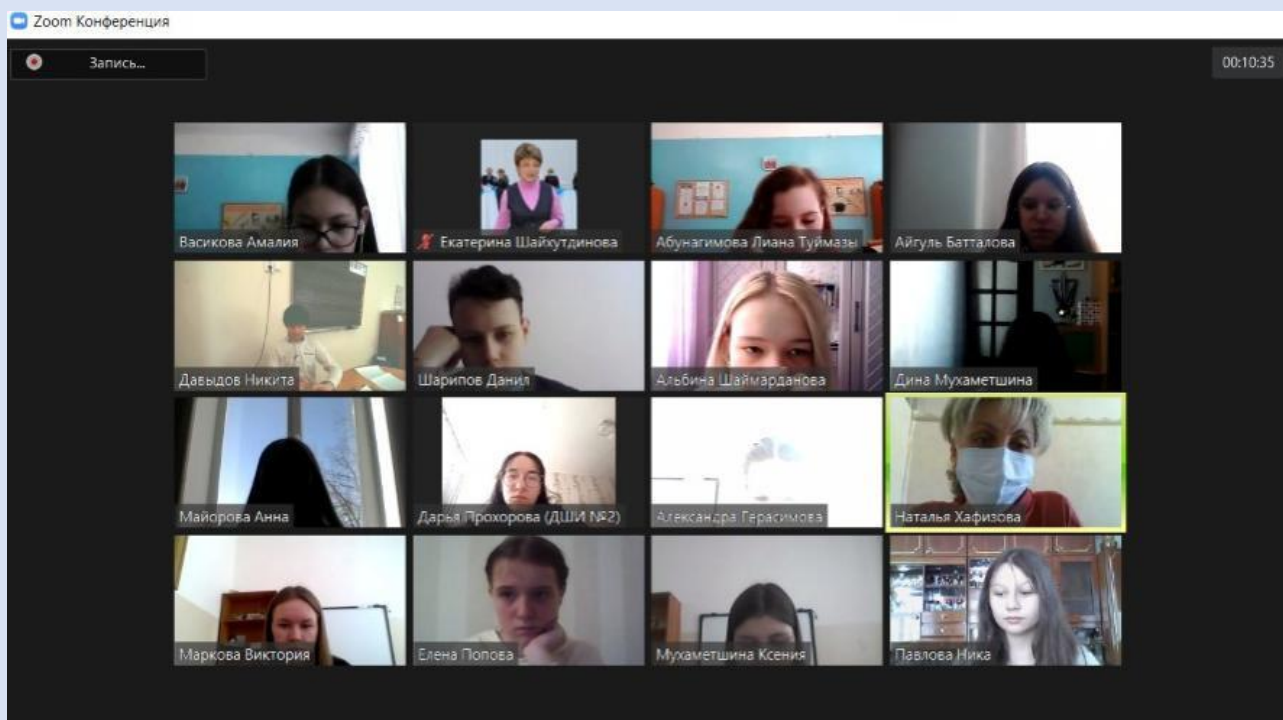 Zoom Конференция
Запись...
00:10:35
Васикова Амалия
Екатерина Шайхутдинова
Абунагимова Лиана Туймазы
Айгуль Батталова
Давыдов Никита
Шарипов Данил
Альбина Шаймарданова
Дина Мухаметшина
Майорова Анна
Дарья Прохорова (ДШИ №2)
Александра Герасимова
Наталья Хафизова
Маркова Виктория
Елена Попова
Мухаметшина Ксения
Павлова Ника